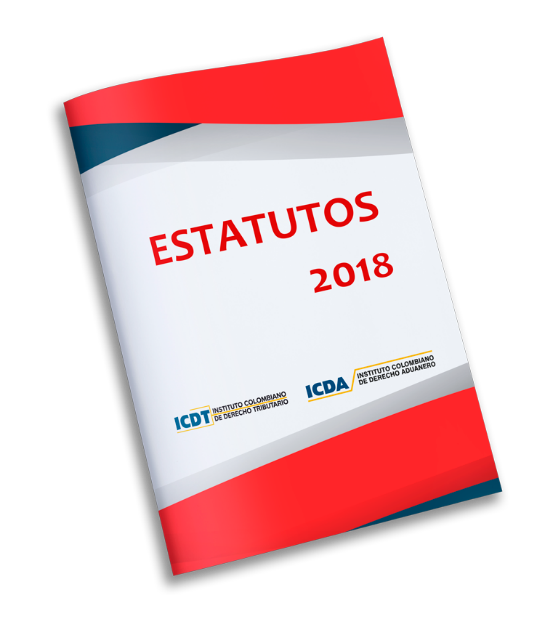 ESTATUTOS
2018
ICDT INSTITUTO COLOMBIANO
DE DERECHO TRIBUTARIO
ICDA INSTITUTO COLOMBIANO
DE DERECHO ADUANERO